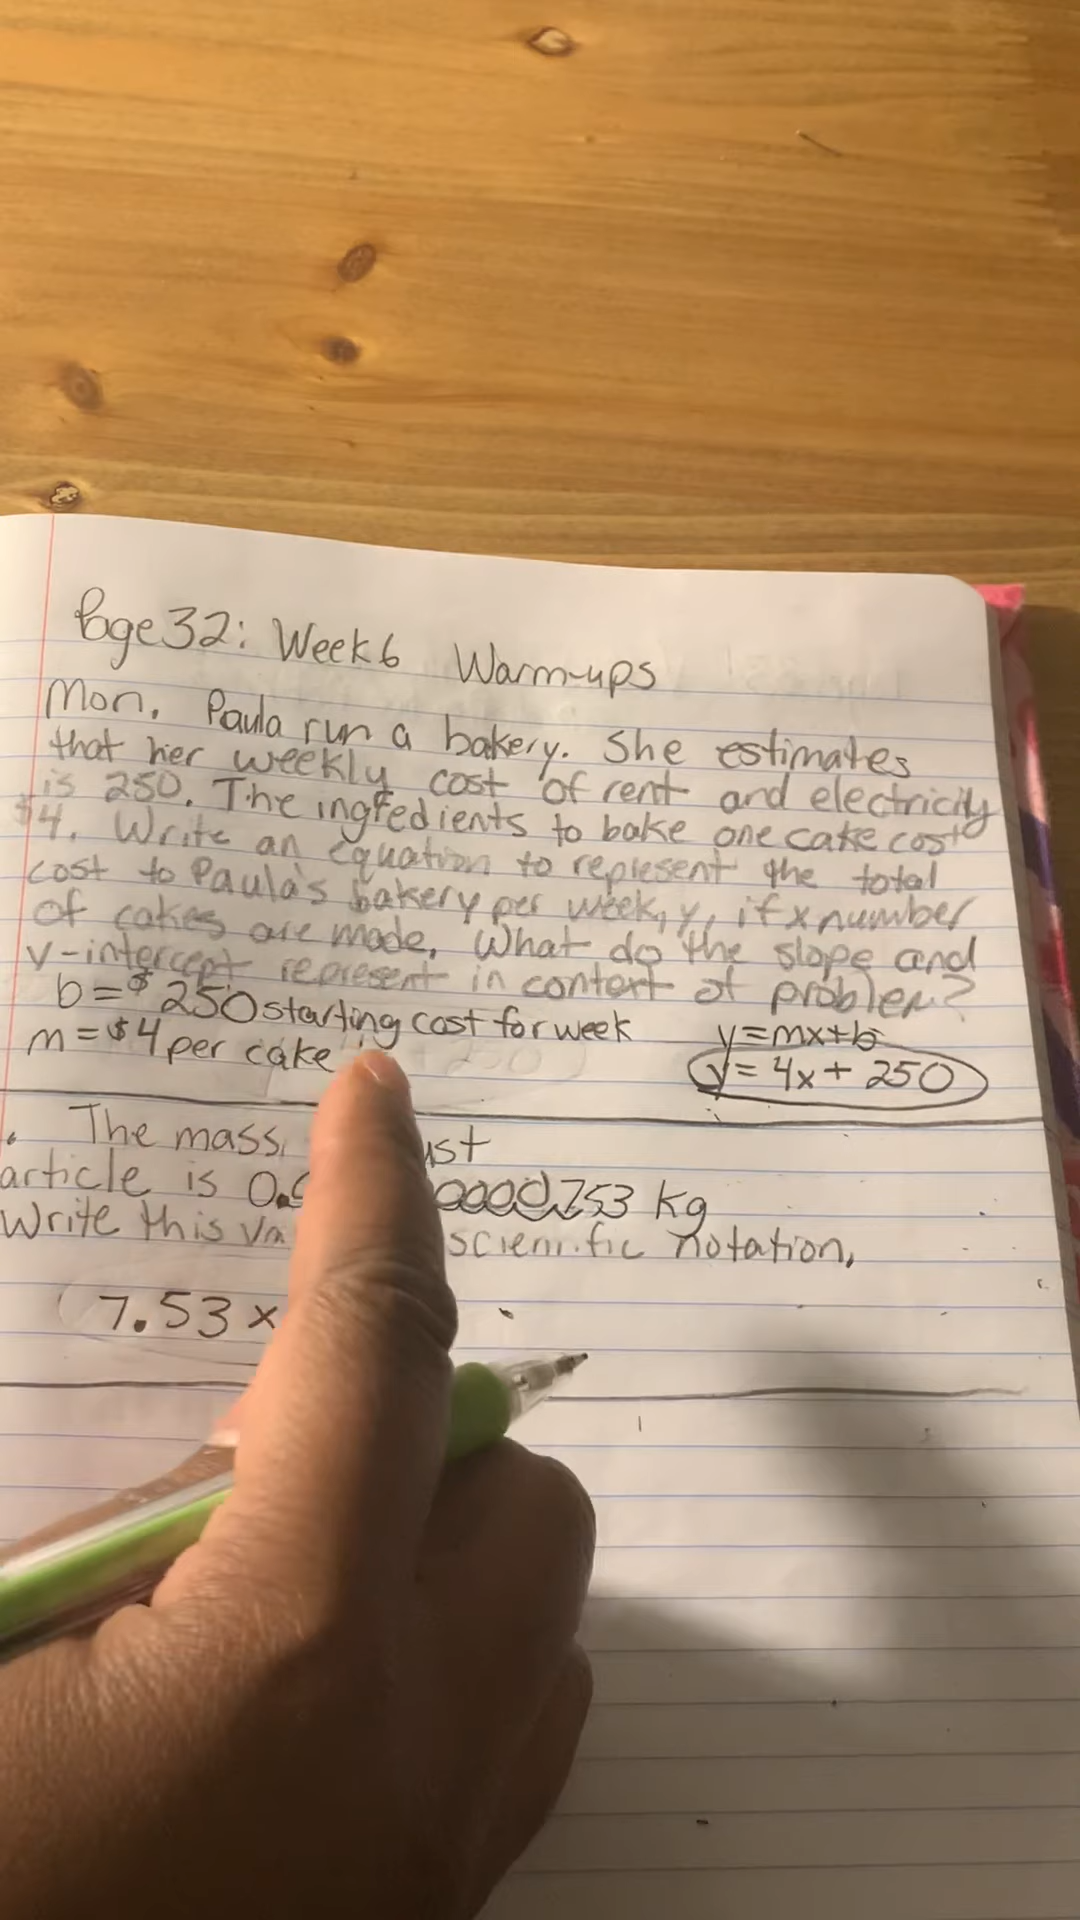 Page 32: Week 6 Warm-ups
Mon. Paula run a bakery. She estimates
that her weekly cost of rent and electricity
is 250. The ingredients to bake one cake cost
$4. Write an equation to represent the total
cost to Paula's bakery per week, y, if x number
of cakes are made. What do the slope and
y-intercept represent in context of problem?
b = $250 starting cost for week
m = $4 per cake
y = mx + b
y = 4x + 250
The mass
article is 0. 753 kg
Write this scientific notation.
7.53 x